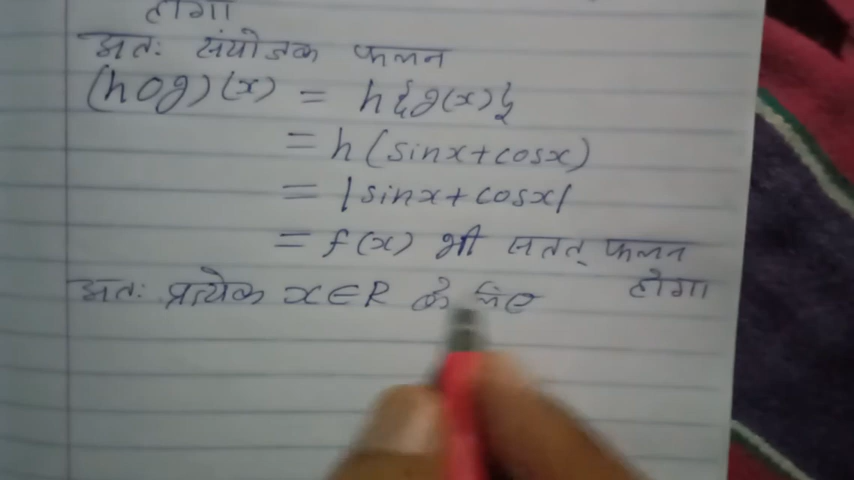 होगा
अतः संयोजक फलन
(hOg)(x) = h{g(x)}
= h(sinx+cosx)
= |sinx+cosx|
= f(x) भी सतत् फलन
होगा
अतः प्रत्येक x∈R के लिए